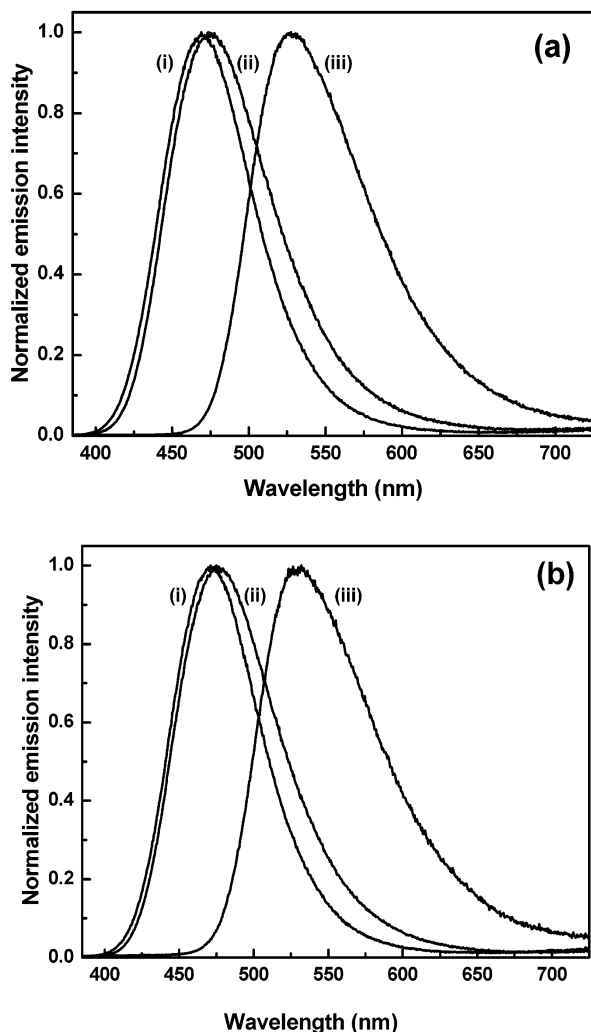 (a)
(i) (ii) (iii)
1.0
0.8
0.6
0.4
0.2
0.0
Normalized emission intensity
400 450 500 550 600 650 700
Wavelength (nm)
(b)
(i) (ii) (iii)
1.0
0.8
0.6
0.4
0.2
0.0
Normalized emission intensity
400 450 500 550 600 650 700
Wavelength (nm)